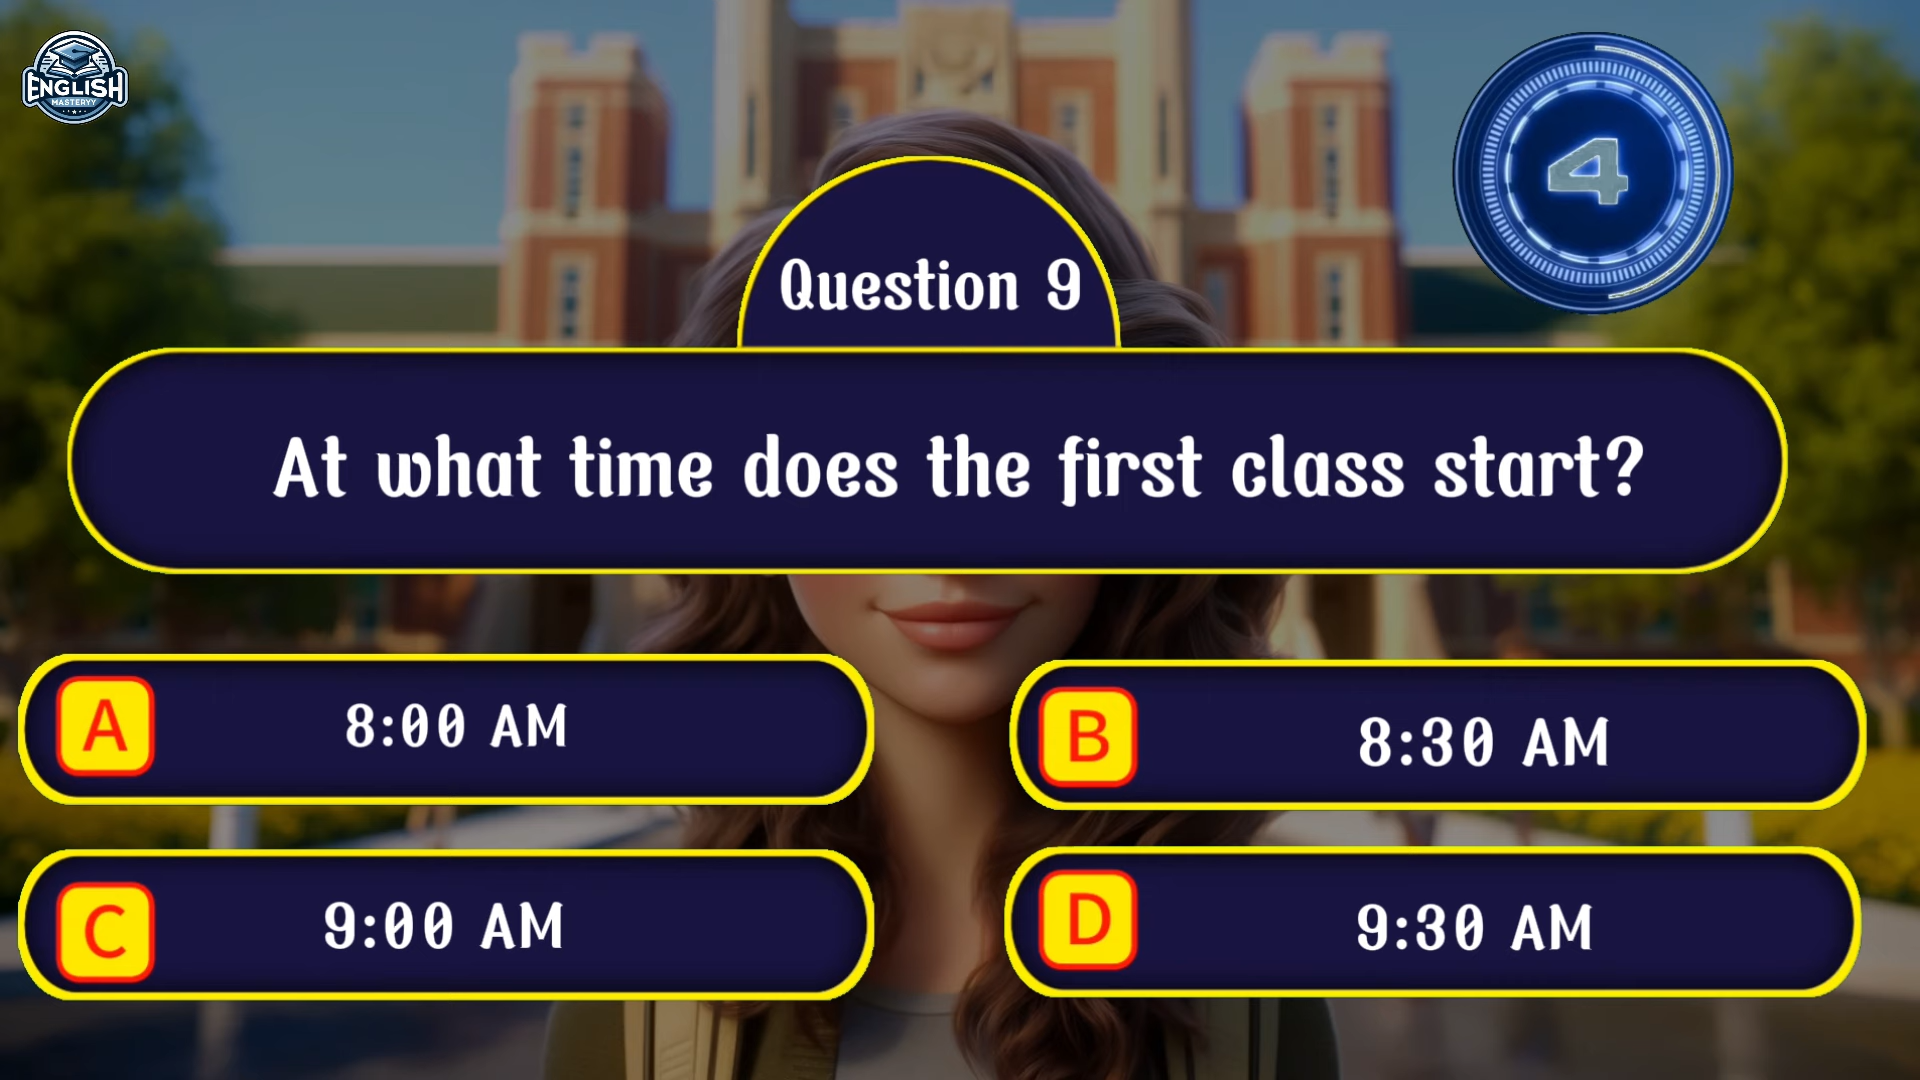 ENGLISH
MASTERYY
4
Question 9
At what time does the first class start?
A 8:00 AM
B 8:30 AM
C 9:00 AM
D 9:30 AM